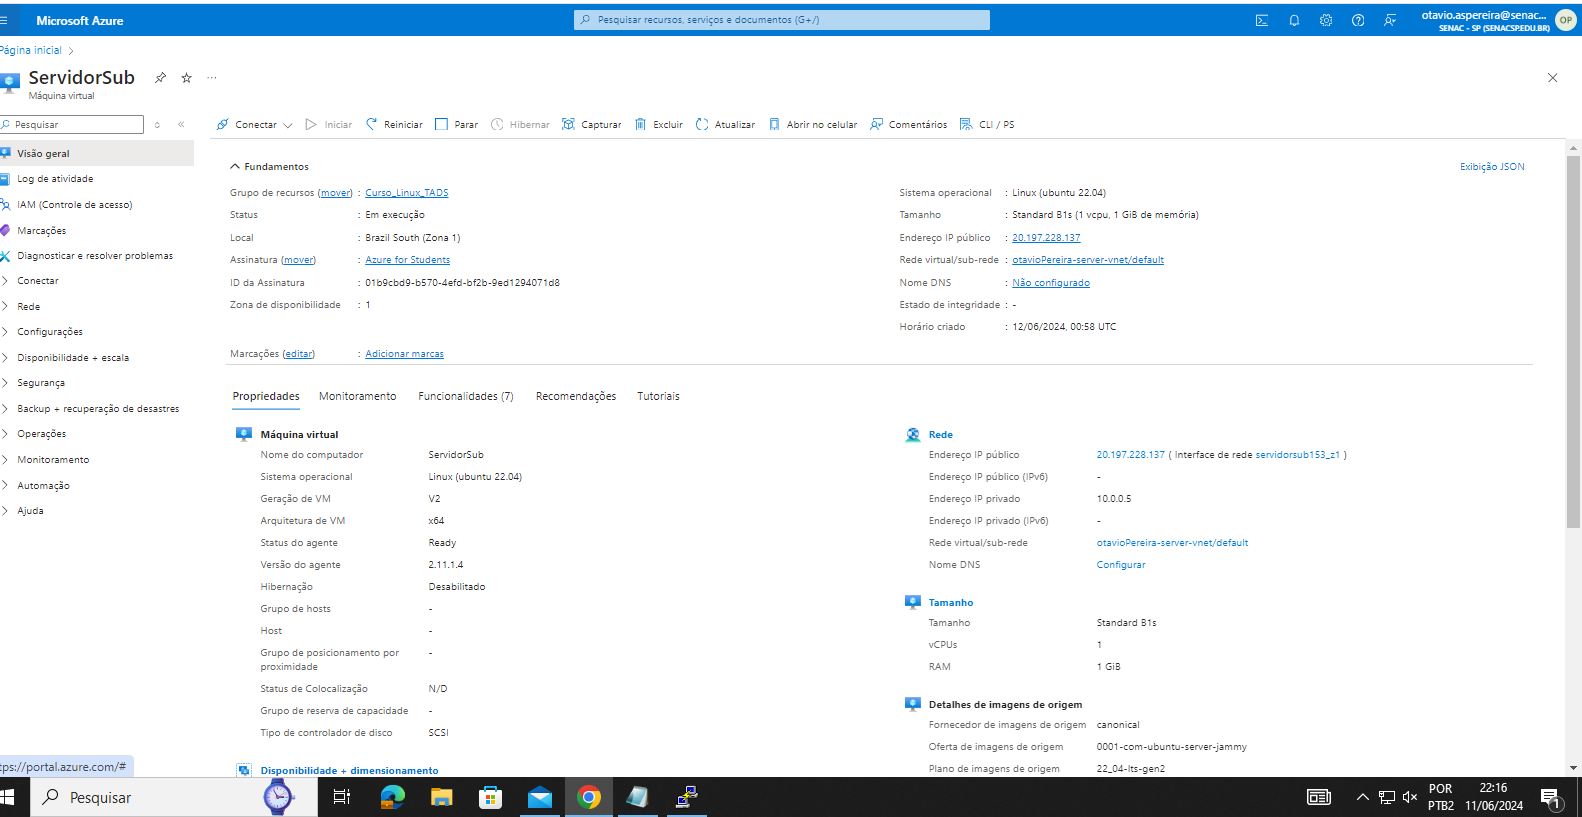 Microsoft Azure
Pesquisar recursos, serviços e documentos (G+/)
otavio.aspereira@senac...
SENAC - SP (SENACSP.EDU.BR)
OP
Página inicial
ServidorSub
Máquina virtual
Pesquisar
Conectar
Iniciar
Reiniciar
Parar
Hibernar
Capturar
Excluir
Atualizar
Abrir no celular
Comentários
CLI / PS
Visão geral
Log de atividade
IAM (Controle de acesso)
Marcações
Diagnosticar e resolver problemas
Conectar
Rede
Configurações
Disponibilidade + escala
Segurança
Backup + recuperação de desastres
Operações
Monitoramento
Automação
Ajuda
Fundamentos
Exibição JSON
Grupo de recursos (mover) : Curso_Linux_TADS
Status : Em execução
Local : Brazil South (Zona 1)
Assinatura (mover) : Azure for Students
ID da Assinatura : 01b9cbd9-b570-4efd-bf2b-9ed1294071d8
Zona de disponibilidade : 1
Sistema operacional : Linux (ubuntu 22.04)
Tamanho : Standard B1s (1 vcpu, 1 GiB de memória)
Endereço IP público : 20.197.228.137
Rede virtual/sub-rede : otavioPereira-server-vnet/default
Nome DNS : Não configurado
Estado de integridade : -
Horário criado : 12/06/2024, 00:58 UTC
Marcações (editar) : Adicionar marcas
Propriedades
Monitoramento
Funcionalidades (7)
Recomendações
Tutoriais
Máquina virtual
Nome do computador ServidorSub
Sistema operacional Linux (ubuntu 22.04)
Geração de VM V2
Arquitetura de VM x64
Status do agente Ready
Versão do agente 2.11.1.4
Hibernação Desabilitado
Grupo de hosts -
Host -
Grupo de posicionamento por -
proximidade
Status de Colocalização N/D
Grupo de reserva de capacidade -
Tipo de controlador de disco SCSI
Disponibilidade + dimensionamento
Rede
Endereço IP público 20.197.228.137 ( Interface de rede servidorsub153_z1 )
Endereço IP público (IPv6) -
Endereço IP privado 10.0.0.5
Endereço IP privado (IPv6) -
Rede virtual/sub-rede otavioPereira-server-vnet/default
Nome DNS Configurar
Tamanho
Tamanho Standard B1s
vCPUs 1
RAM 1 GiB
Detalhes de imagens de origem
Fornecedor de imagens de origem canonical
Oferta de imagens de origem 0001-com-ubuntu-server-jammy
Plano de imagens de origem 22_04-lts-gen2
tps://portal.azure.com/#
Pesquisar
POR
PTB2
22:16
11/06/2024
1